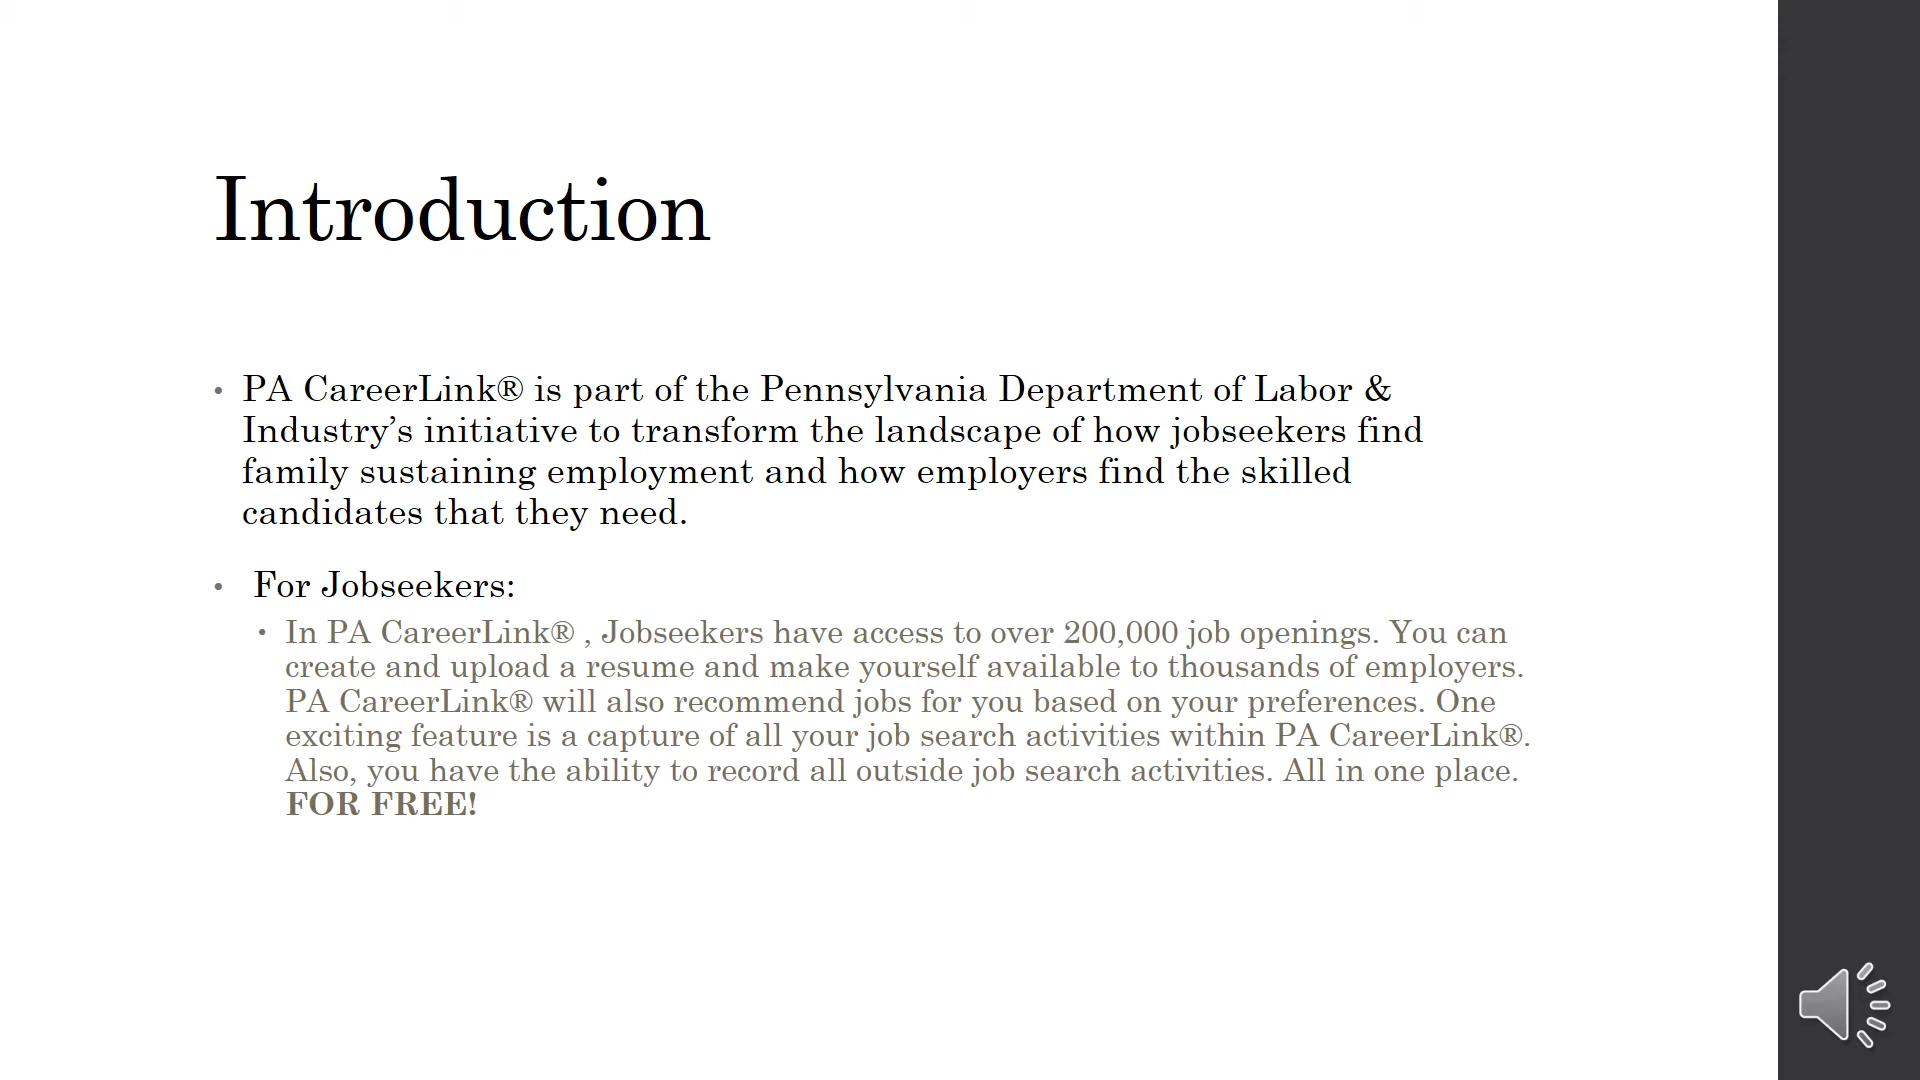 Introduction
• PA CareerLink® is part of the Pennsylvania Department of Labor &
Industry’s initiative to transform the landscape of how jobseekers find
family sustaining employment and how employers find the skilled
candidates that they need.
• For Jobseekers:
• In PA CareerLink® , Jobseekers have access to over 200,000 job openings. You can
create and upload a resume and make yourself available to thousands of employers.
PA CareerLink® will also recommend jobs for you based on your preferences. One
exciting feature is a capture of all your job search activities within PA CareerLink®.
Also, you have the ability to record all outside job search activities. All in one place.
FOR FREE!